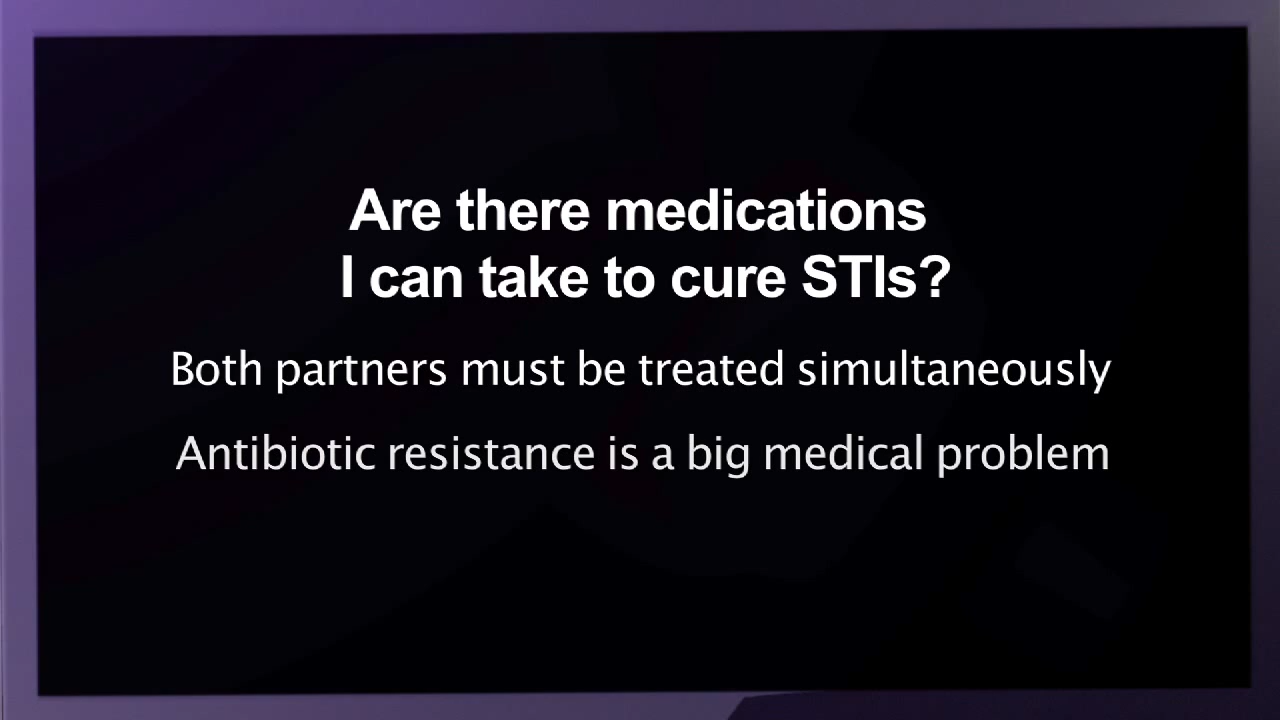 Are there medications
I can take to cure STIs?
Both partners must be treated simultaneously
Antibiotic resistance is a big medical problem